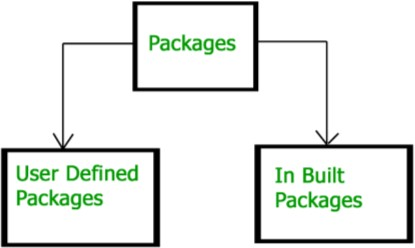 Packages
User Defined
Packages
In Built
Packages